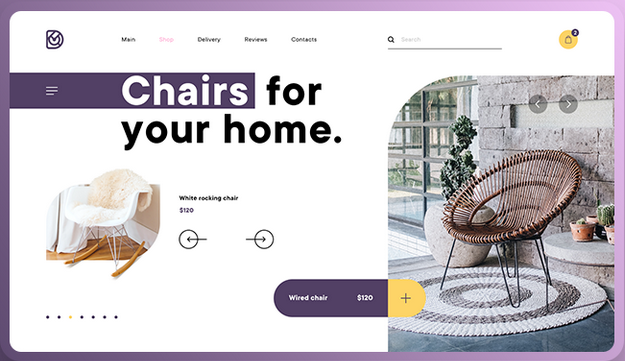 Main Shop Delivery Reviews Contacts Search 2
Chairs for
your home.
White rocking chair
$120
Wired chair $120